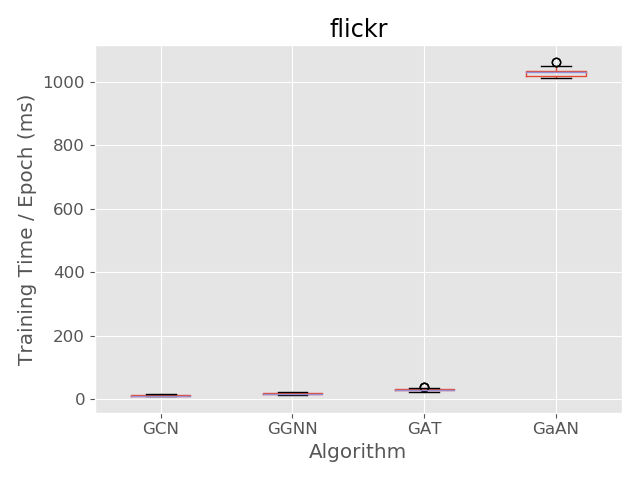 flickr
Training Time / Epoch (ms)
1000
800
600
400
200
0
GCN GGNN GAT GaAN
Algorithm